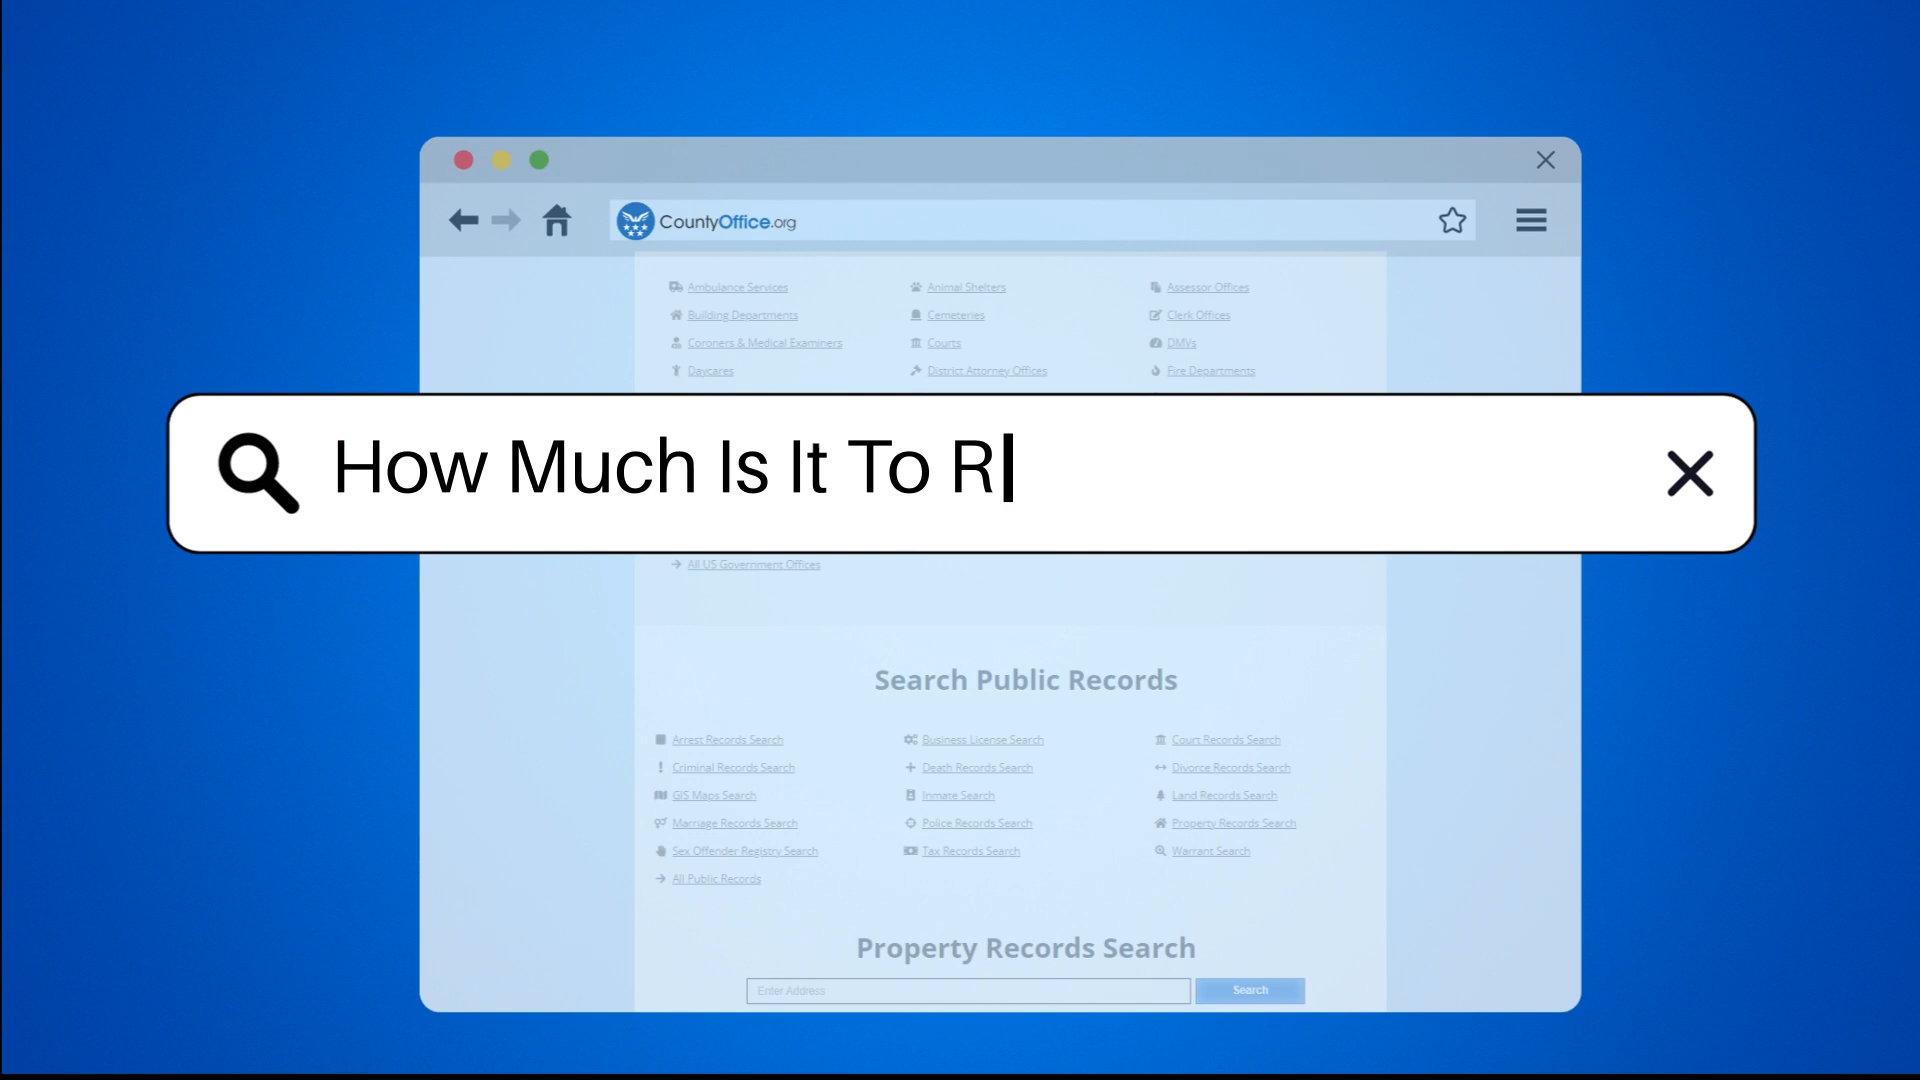 CountyOffice.org
Ambulance Services Animal Shelters Assessor Offices
Building Departments Cemeteries Clerk Offices
Coroners & Medical Examiners Courts DMVs
Daycares District Attorney Offices Fire Departments
How Much Is It To R
All US Government Offices
Search Public Records
Arrest Records Search Business License Search Court Records Search
Criminal Records Search Death Records Search Divorce Records Search
GIS Maps Search Inmate Search Land Records Search
Marriage Records Search Police Records Search Property Records Search
Sex Offender Registry Search Tax Records Search Warrant Search
All Public Records
Property Records Search
Enter Address Search